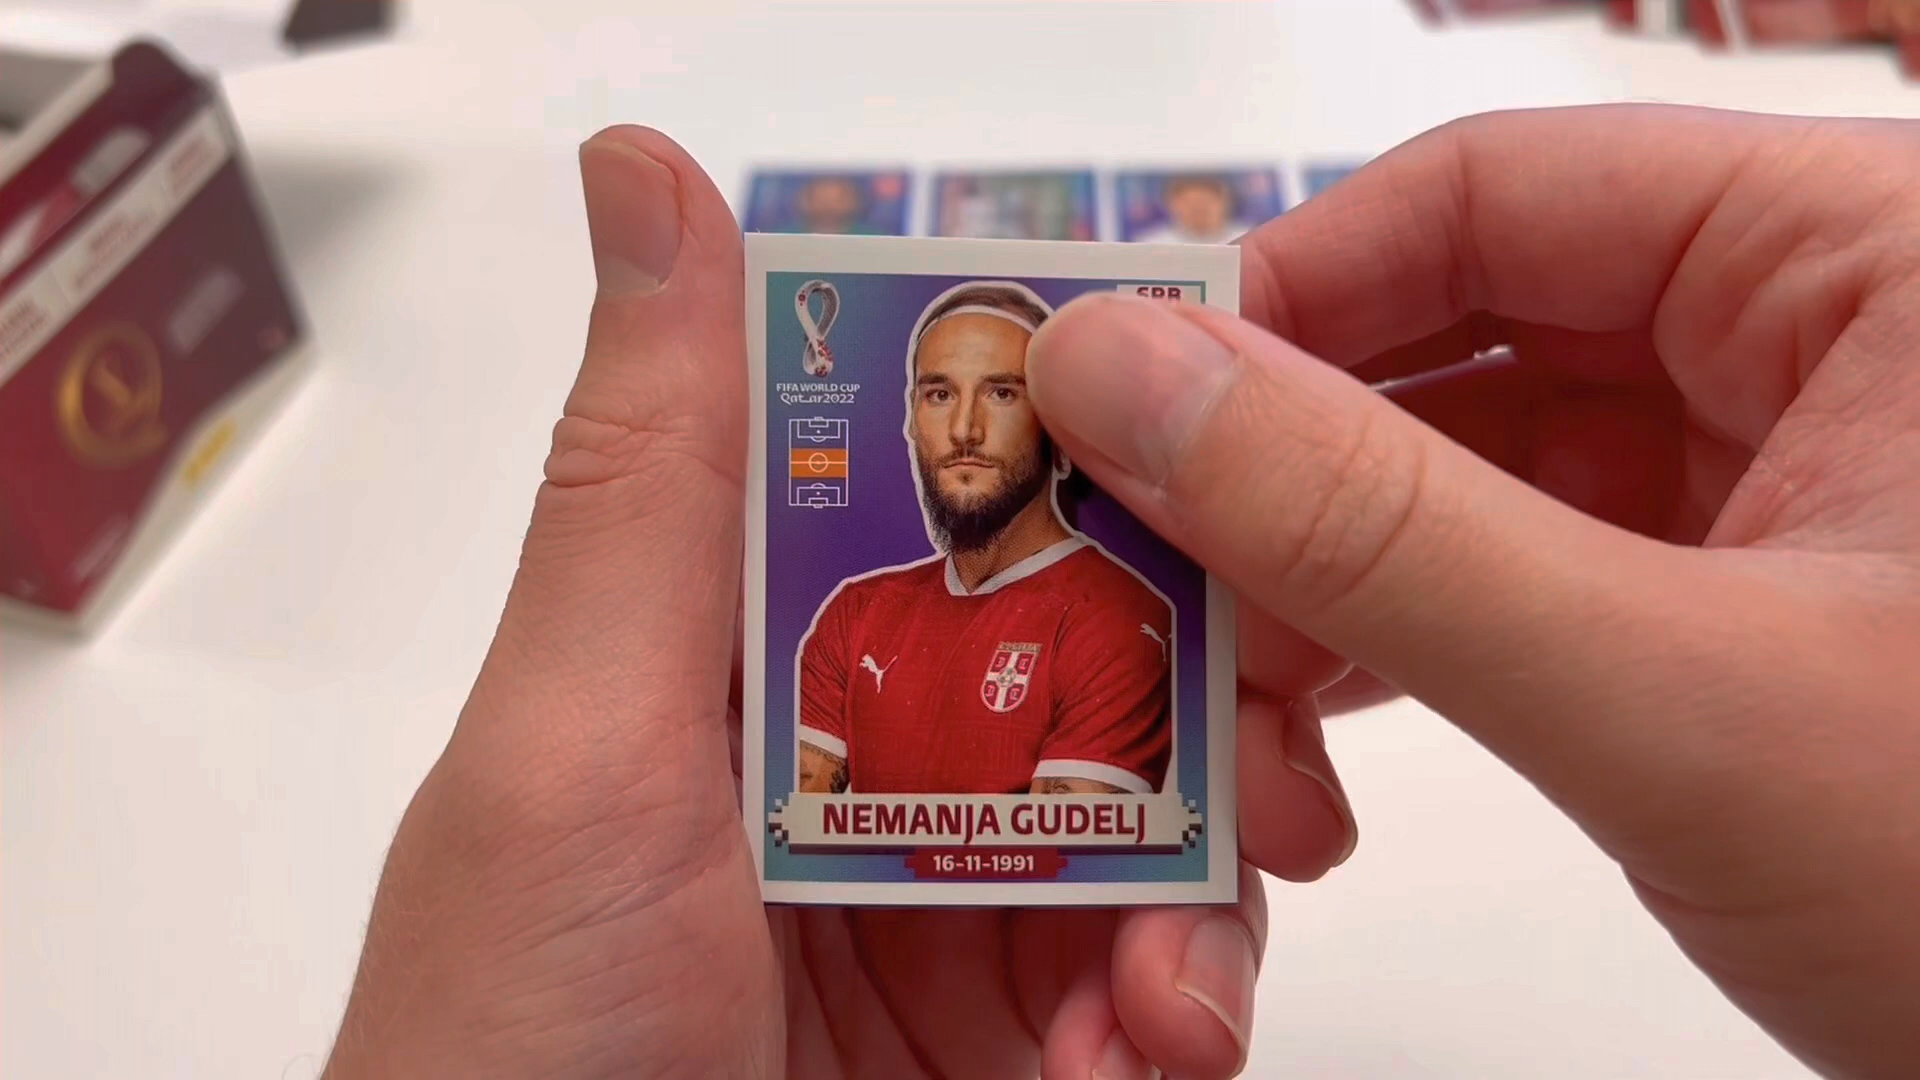 SRB
FIFA WORLD CUP
Qatar2022
NEMANJA GUDELJ
16-11-1991